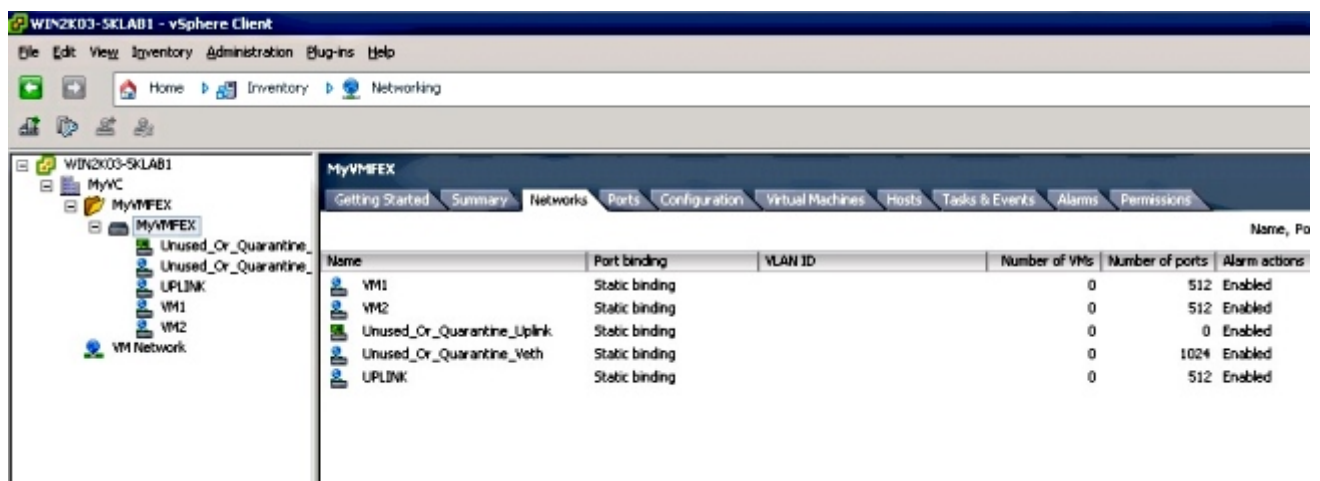 WIN2K03-SKLAB1 - vSphere Client
File Edit View Inventory Administration Plug-ins Help
Home Inventory Networking
WIN2K03-SKLAB1
MyVC
MyVMFEX
MyVMFEX
Unused_Or_Quarantine_
Unused_Or_Quarantine_
UPLINK
VM1
VM2
VM Network
MyVMFEX
Getting Started Summary Networks Ports Configuration Virtual Machines Hosts Tasks & Events Alarms Permissions
Name, Po
Name Port binding VLAN ID Number of VMs Number of ports Alarm actions
VM1 Static binding 0 512 Enabled
VM2 Static binding 0 512 Enabled
Unused_Or_Quarantine_Uplink Static binding 0 0 Enabled
Unused_Or_Quarantine_Veth Static binding 0 1024 Enabled
UPLINK Static binding 0 512 Enabled